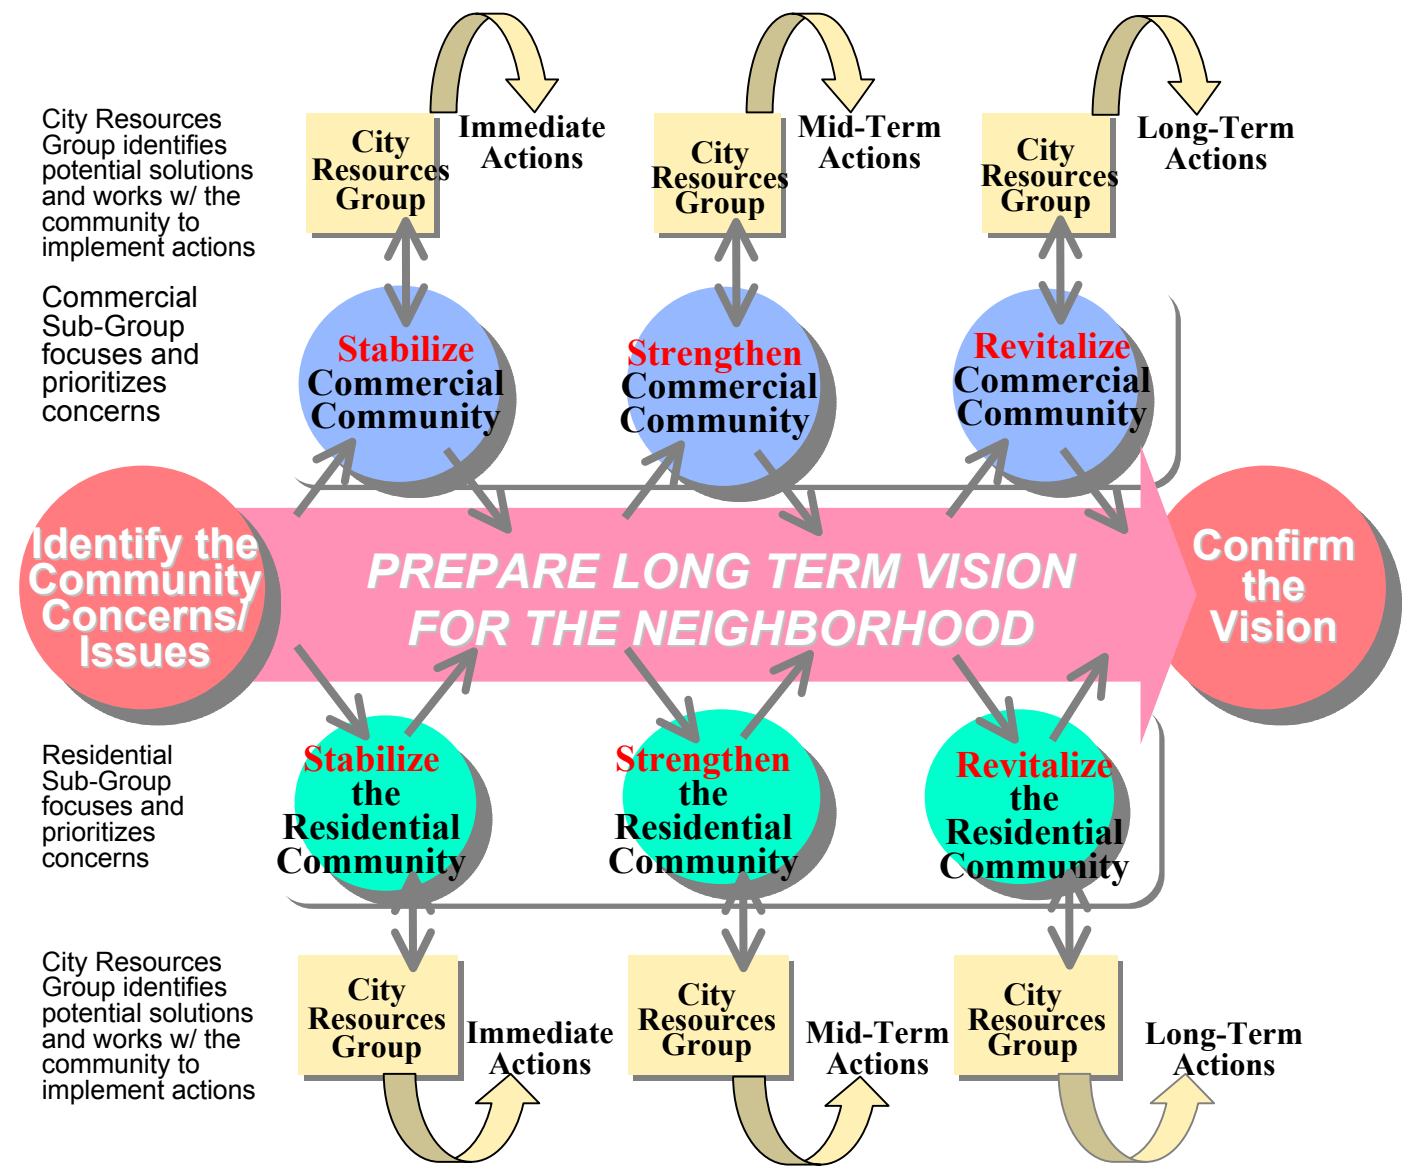 City Resources
Group identifies
potential solutions
and works w/ the
community to
implement actions
City
Resources
Group
Immediate
Actions
City
Resources
Group
Mid-Term
Actions
City
Resources
Group
Long-Term
Actions
Commercial
Sub-Group
focuses and
prioritizes
concerns
Stabilize
Commercial
Community
Strengthen
Commercial
Community
Revitalize
Commercial
Community
Identify the
Community
Concerns/
Issues
PREPARE LONG TERM VISION
FOR THE NEIGHBORHOOD
Confirm
the
Vision
Residential
Sub-Group
focuses and
prioritizes
concerns
Stabilize
the
Residential
Community
Strengthen
the
Residential
Community
Revitalize
the
Residential
Community
City Resources
Group identifies
potential solutions
and works w/ the
community to
implement actions
City
Resources
Group
Immediate
Actions
City
Resources
Group
Mid-Term
Actions
City
Resources
Group
Long-Term
Actions